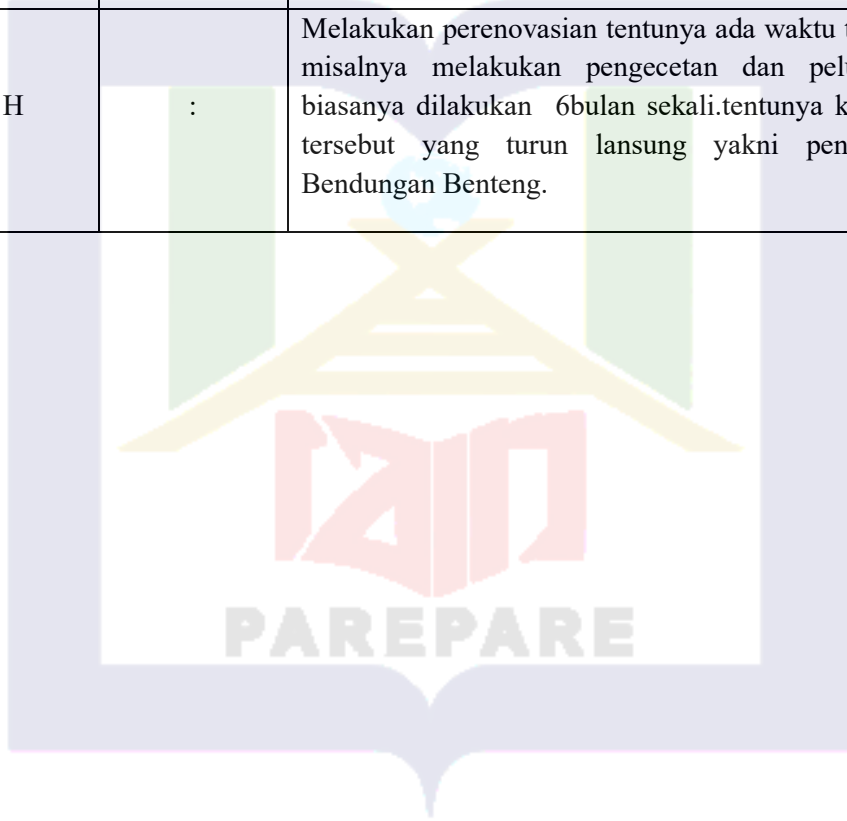 Melakukan perenovasian tentunya ada waktu
misalnya melakukan pengecetan dan
H : biasanya dilakukan 6bulan sekali.tentunya
tersebut yang turun lansung yakni
Bendungan Benteng.
PAREPARE